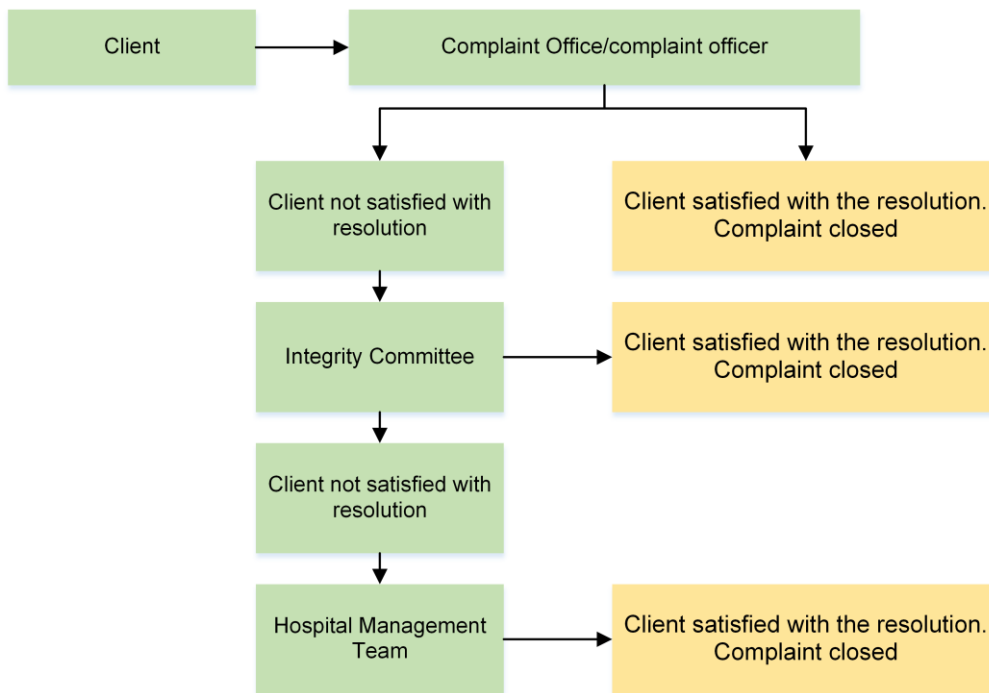 Client
Complaint Office/complaint officer
Client not satisfied with
resolution
Client satisfied with the resolution.
Complaint closed
Integrity Committee
Client satisfied with the resolution.
Complaint closed
Client not satisfied with
resolution
Hospital Management
Team
Client satisfied with the resolution.
Complaint closed